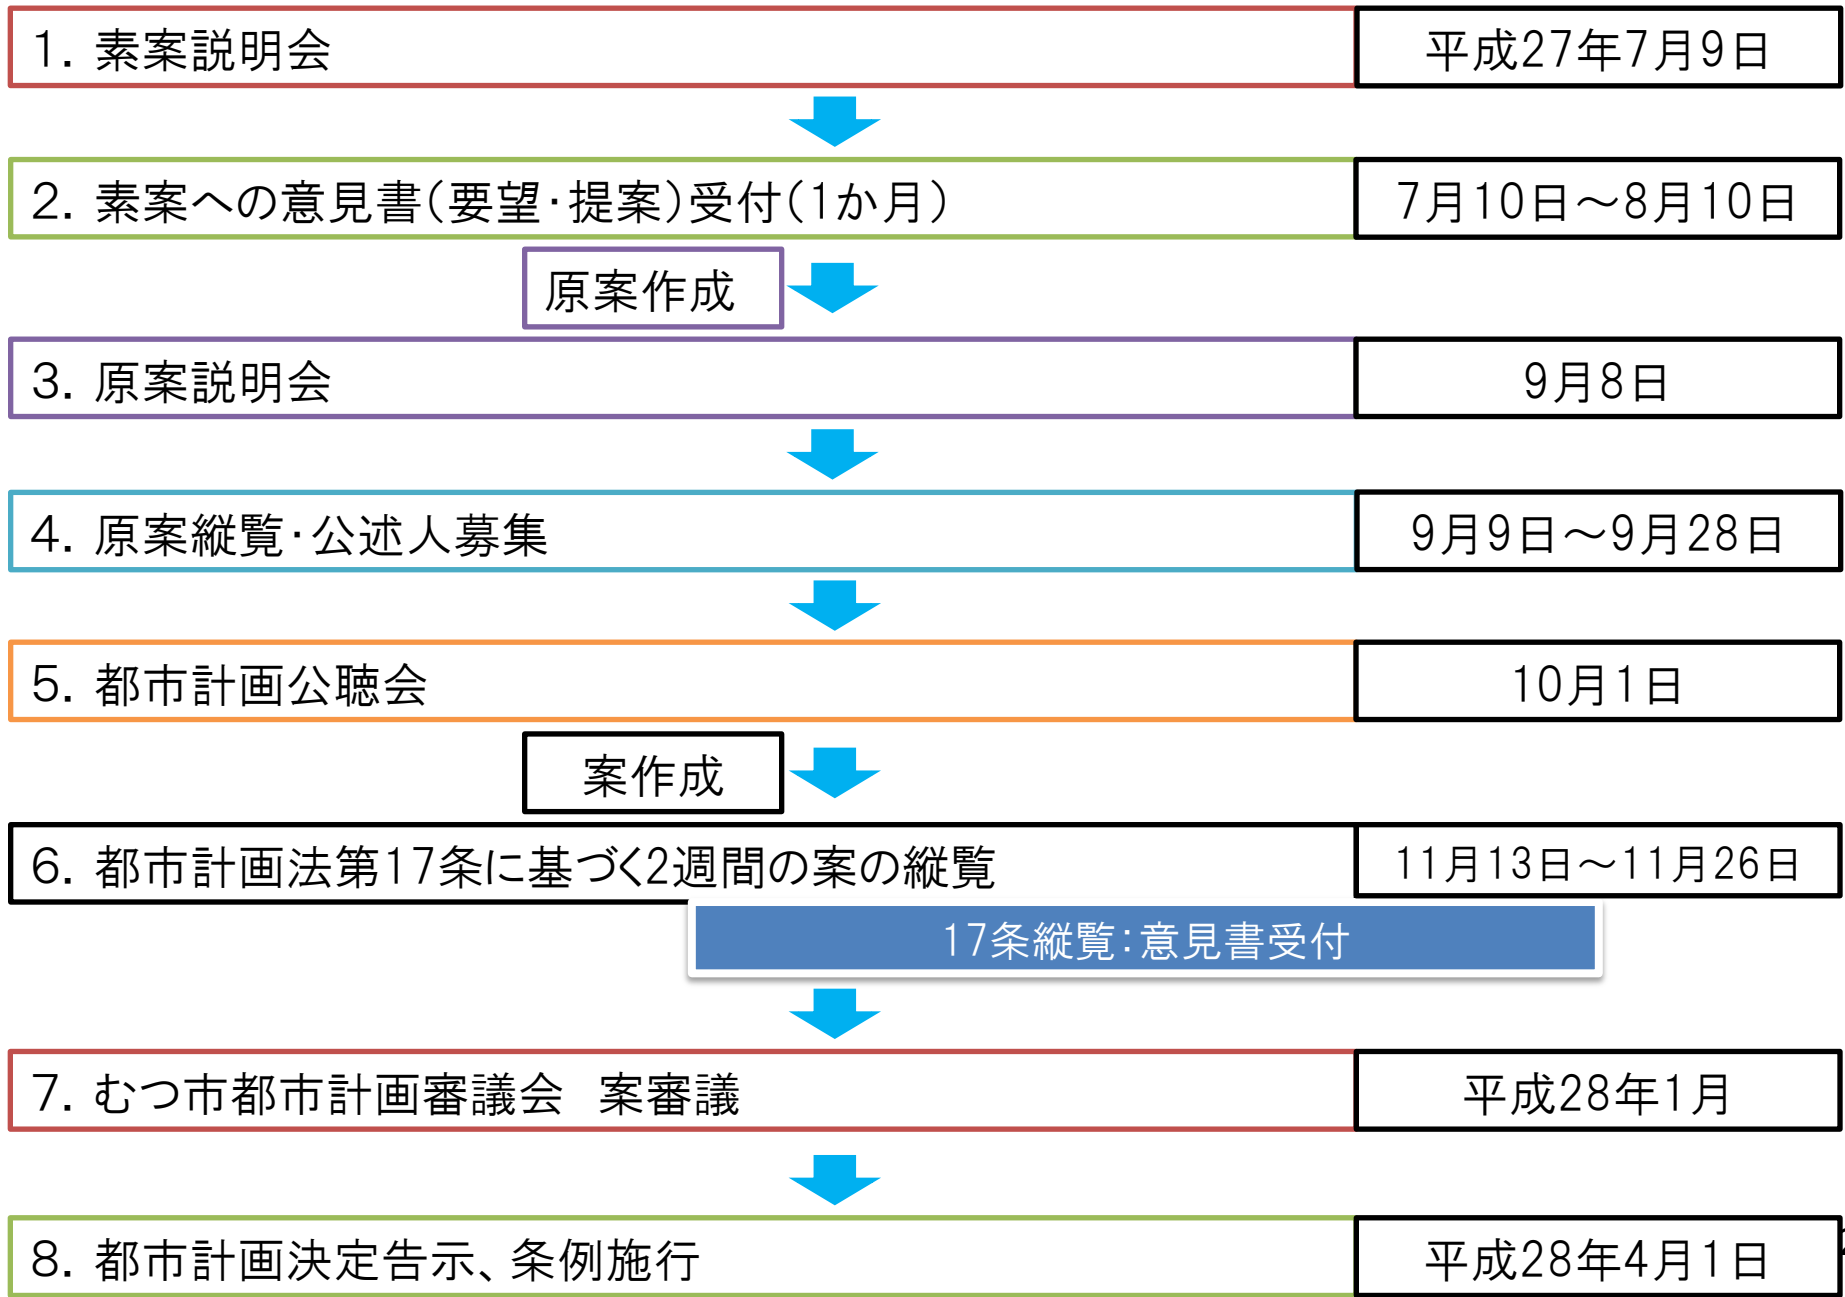 1. 素案説明会
平成27年7月9日
2. 素案への意見書(要望・提案)受付(1か月)
7月10日～8月10日
原案作成
3. 原案説明会
9月8日
4. 原案縦覧・公述人募集
9月9日～9月28日
5. 都市計画公聴会
10月1日
案作成
6. 都市計画法第17条に基づく2週間の案の縦覧
11月13日～11月26日
17条縦覧:意見書受付
7. むつ市都市計画審議会　案審議
平成28年1月
8. 都市計画決定告示、条例施行
平成28年4月1日